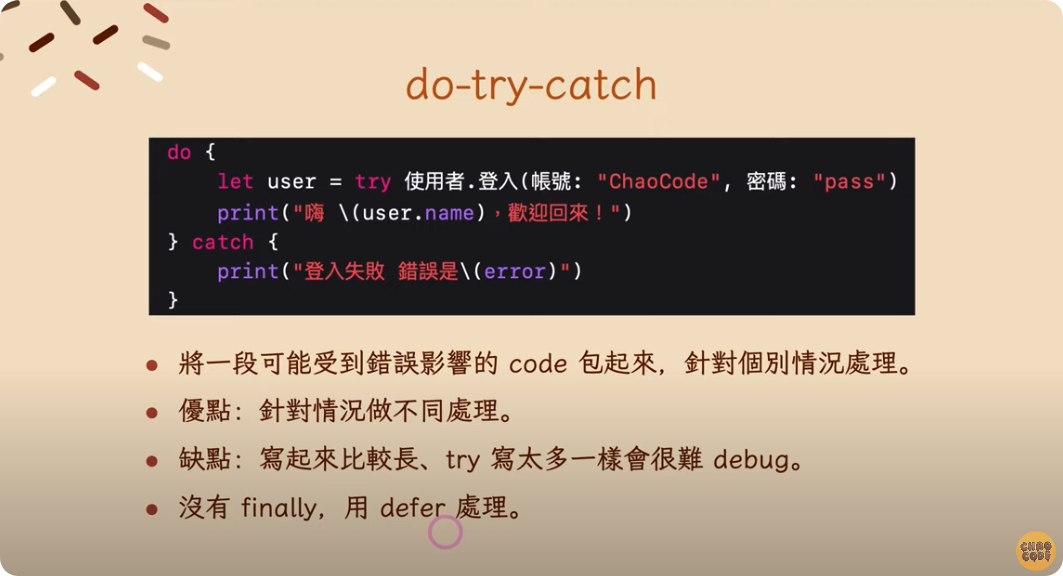 do-try-catch
do {
    let user = try 使用者.登入(帳號: "ChaoCode", 密碼: "pass")
    print("嗨 \(user.name)，歡迎回來！")
} catch {
    print("登入失敗 錯誤是\(error)")
}
• 將一段可能受到錯誤影響的 code 包起來，針對個別情況處理。
• 優點：針對情況做不同處理。
• 缺點：寫起來比較長、try 寫太多一樣會很難 debug。
• 沒有 finally，用 defer 處理。
CHAO
CODE